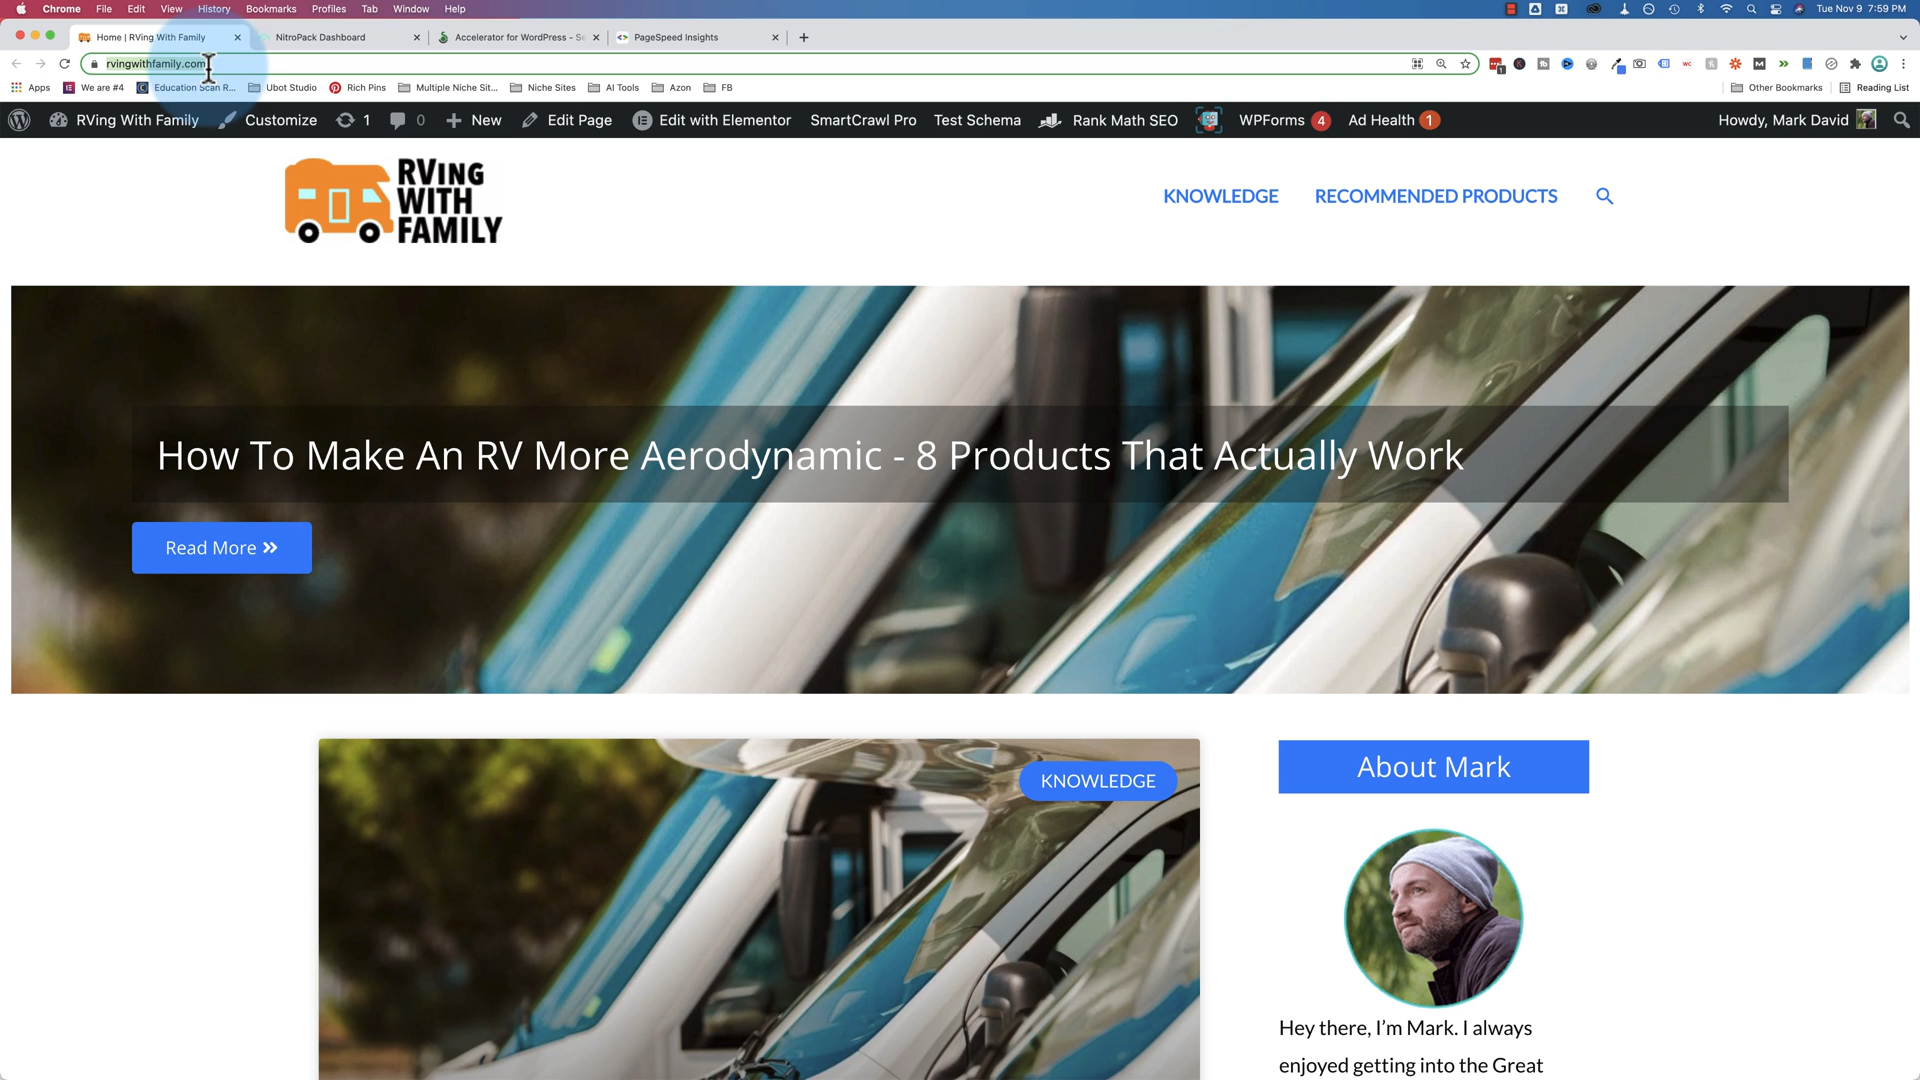 Chrome File Edit View History Bookmarks Profiles Tab Window Help Tue Nov 9 7:59 PM
Home | RVing With Family NitroPack Dashboard Accelerator for WordPress - Se PageSpeed Insights
rvingwithfamily.com
Apps We are #4 Education Scan R... Ubot Studio Rich Pins Multiple Niche Sit... Niche Sites AI Tools Azon FB Other Bookmarks Reading List
RVing With Family Customize 1 0 New Edit Page Edit with Elementor SmartCrawl Pro Test Schema Rank Math SEO WPForms 4 Ad Health 1 Howdy, Mark David
RVING
WITH
FAMILY
KNOWLEDGE RECOMMENDED PRODUCTS
How To Make An RV More Aerodynamic - 8 Products That Actually Work
Read More »
KNOWLEDGE
About Mark
Hey there, I'm Mark. I always
enjoyed getting into the Great